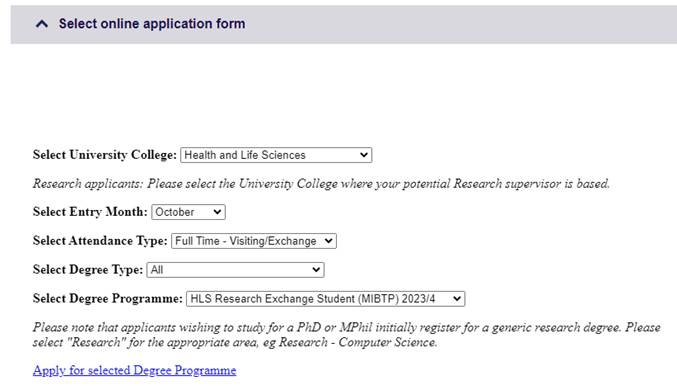 Select online application form
Select University College: Health and Life Sciences
Research applicants: Please select the University College where your potential Research supervisor is based.
Select Entry Month: October
Select Attendance Type: Full Time - Visiting/Exchange
Select Degree Type: All
Select Degree Programme: HLS Research Exchange Student (MIBTP) 2023/4
Please note that applicants wishing to study for a PhD or MPhil initially register for a generic research degree. Please
select "Research" for the appropriate area, eg Research - Computer Science.
Apply for selected Degree Programme